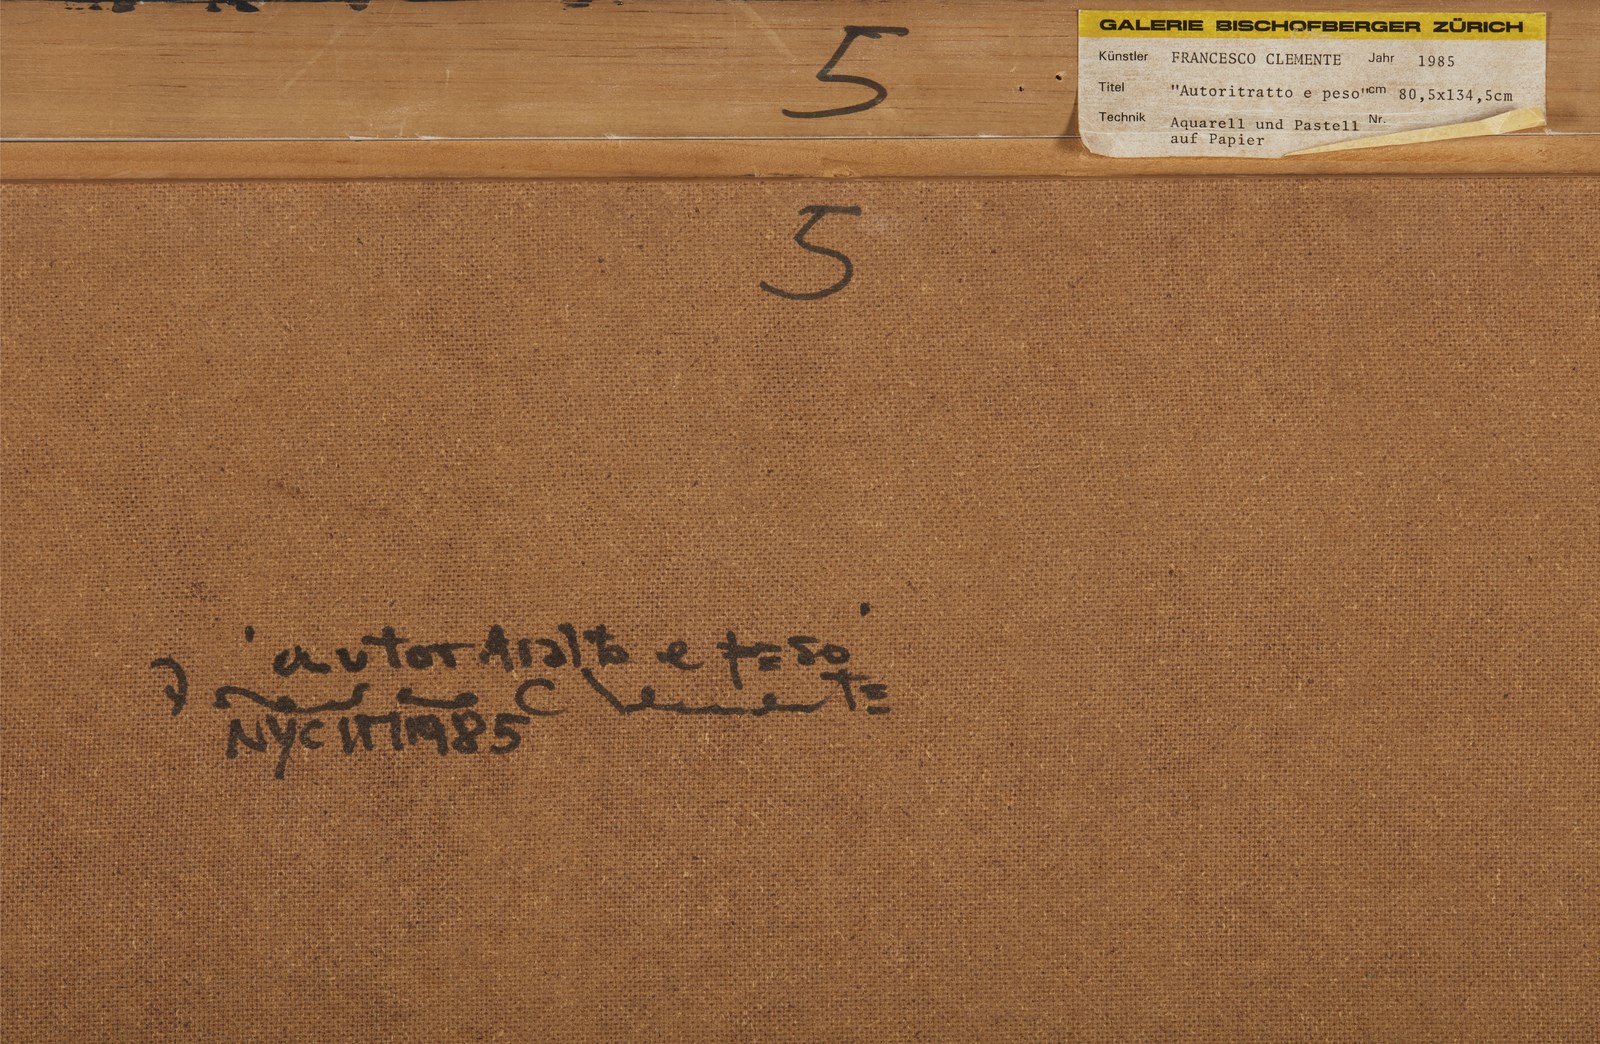 5
GALERIE BISCHOFBERGER ZÜRICH
Künstler FRANCESCO CLEMENTE Jahr 1985
Titel "Autoritratto e peso" cm 80,5x134,5cm
Technik Aquarell und Pastell Nr.
auf Papier
5
'autoritratto e peso'
Francesco Clemente
NYC 1985